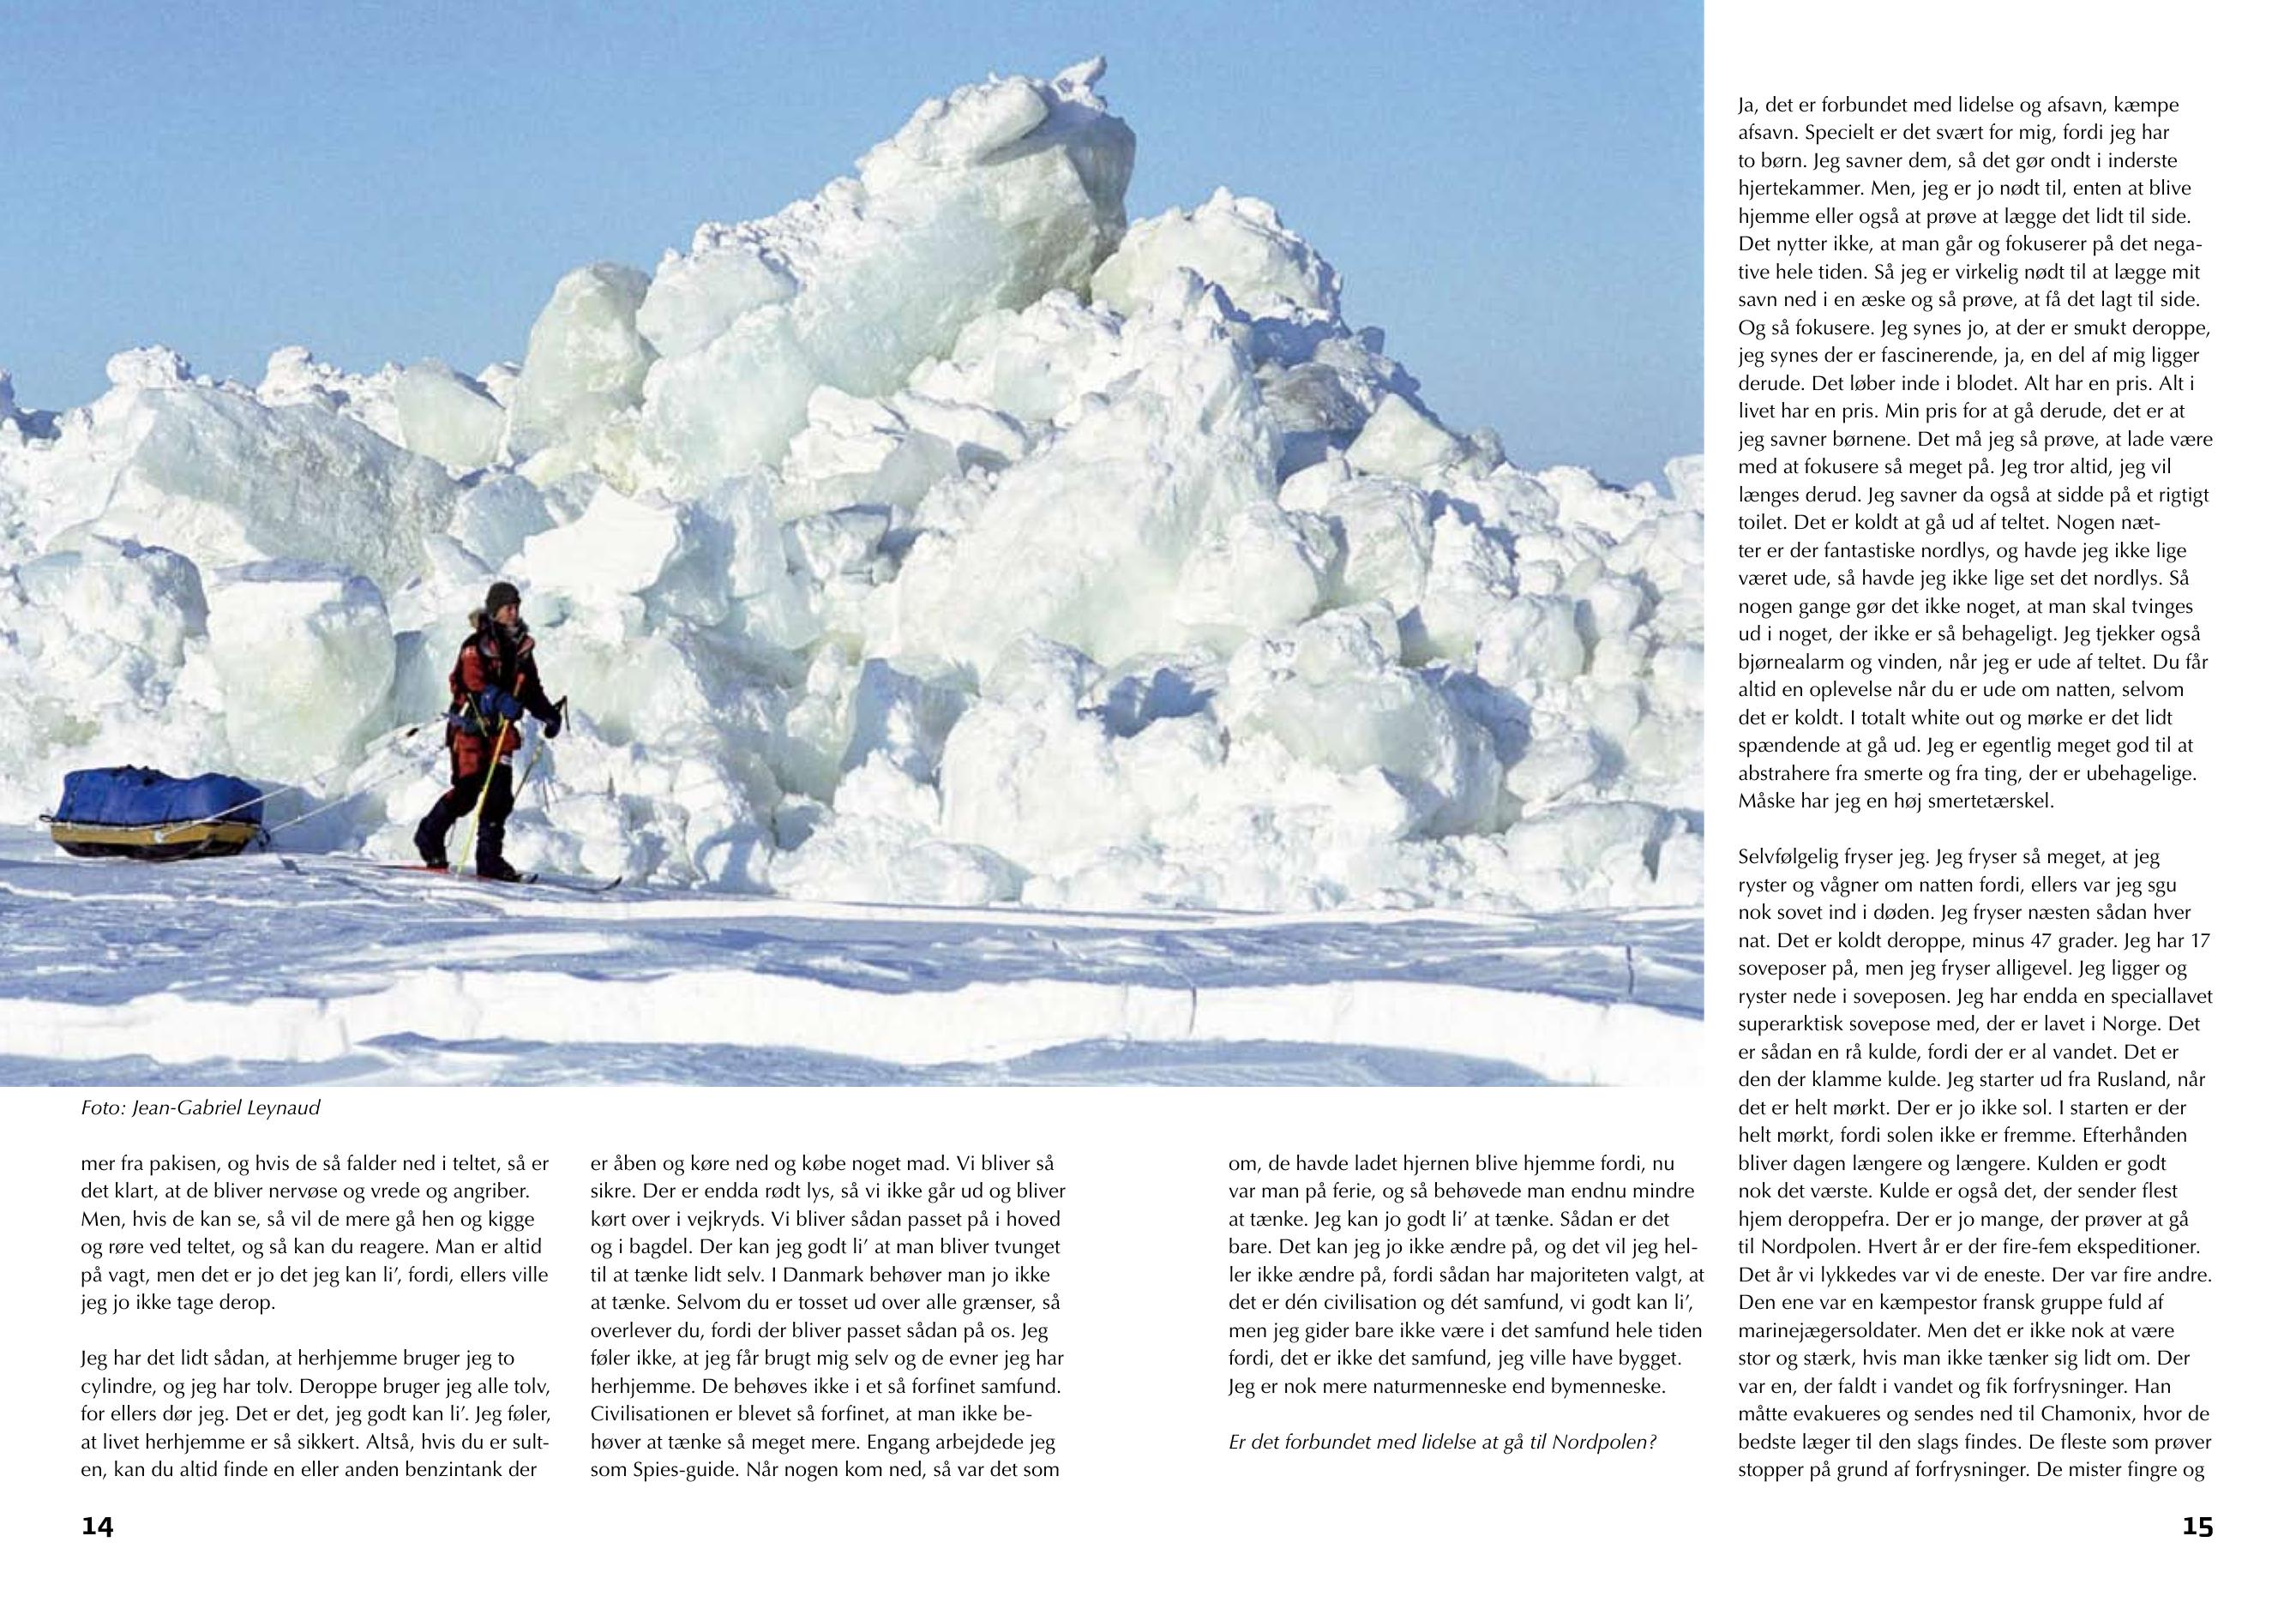 Foto: Jean-Gabriel Leynaud
mer fra pakisen, og hvis de så falder ned i teltet, så er
det klart, at de bliver nervøse og vrede og angriber.
Men, hvis de kan se, så vil de mere gå hen og kigge
og røre ved teltet, og så kan du reagere. Man er altid
på vagt, men det er jo det jeg kan li’, fordi, ellers ville
jeg jo ikke tage derop.
Jeg har det lidt sådan, at herhjemme bruger jeg to
cylindre, og jeg har tolv. Deroppe bruger jeg alle tolv,
for ellers dør jeg. Det er det, jeg godt kan li’. Jeg føler,
at livet herhjemme er så sikkert. Altså, hvis du er sult-
en, kan du altid finde en eller anden benzintank der
er åben og køre ned og købe noget mad. Vi bliver så
sikre. Der er endda rødt lys, så vi ikke går ud og bliver
kørt over i vejkryds. Vi bliver sådan passet på i hoved
og i bagdel. Der kan jeg godt li’ at man bliver tvunget
til at tænke lidt selv. I Danmark behøver man jo ikke
at tænke. Selvom du er tosset ud over alle grænser, så
overlever du, fordi der bliver passet sådan på os. Jeg
føler ikke, at jeg får brugt mig selv og de evner jeg har
herhjemme. De behøves ikke i et så forfinet samfund.
Civilisationen er blevet så forfinet, at man ikke be-
høver at tænke så meget mere. Engang arbejdede jeg
som Spies-guide. Når nogen kom ned, så var det som
om, de havde ladet hjernen blive hjemme fordi, nu
var man på ferie, og så behøvede man endnu mindre
at tænke. Jeg kan jo godt li’ at tænke. Sådan er det
bare. Det kan jeg jo ikke ændre på, og det vil jeg hel-
ler ikke ændre på, fordi sådan har majoriteten valgt, at
det er dén civilisation og dét samfund, vi godt kan li’,
men jeg gider bare ikke være i det samfund hele tiden
fordi, det er ikke det samfund, jeg ville have bygget.
Jeg er nok mere naturmenneske end bymenneske.
Er det forbundet med lidelse at gå til Nordpolen?
Ja, det er forbundet med lidelse og afsavn, kæmpe
afsavn. Specielt er det svært for mig, fordi jeg har
to børn. Jeg savner dem, så det gør ondt i inderste
hjertekammer. Men, jeg er jo nødt til, enten at blive
hjemme eller også at prøve at lægge det lidt til side.
Det nytter ikke, at man går og fokuserer på det nega-
tive hele tiden. Så jeg er virkelig nødt til at lægge mit
savn ned i en æske og så prøve, at få det lagt til side.
Og så fokusere. Jeg synes jo, at der er smukt deroppe,
jeg synes der er fascinerende, ja, en del af mig ligger
derude. Det løber inde i blodet. Alt har en pris. Alt i
livet har en pris. Min pris for at gå derude, det er at
jeg savner børnene. Det må jeg så prøve, at lade være
med at fokusere så meget på. Jeg tror altid, jeg vil
længes derud. Jeg savner da også at sidde på et rigtigt
toilet. Det er koldt at gå ud af teltet. Nogen næt-
ter er der fantastiske nordlys, og havde jeg ikke lige
været ude, så havde jeg ikke lige set det nordlys. Så
nogen gange gør det ikke noget, at man skal tvinges
ud i noget, der ikke er så behageligt. Jeg tjekker også
bjørnealarm og vinden, når jeg er ude af teltet. Du får
altid en oplevelse når du er ude om natten, selvom
det er koldt. I totalt white out og mørke er det lidt
spændende at gå ud. Jeg er egentlig meget god til at
abstrahere fra smerte og fra ting, der er ubehagelige.
Måske har jeg en høj smertetærskel.
Selvfølgelig fryser jeg. Jeg fryser så meget, at jeg
ryster og vågner om natten fordi, ellers var jeg sgu
nok sovet ind i døden. Jeg fryser næsten sådan hver
nat. Det er koldt deroppe, minus 47 grader. Jeg har 17
soveposer på, men jeg fryser alligevel. Jeg ligger og
ryster nede i soveposen. Jeg har endda en speciallavet
superarktisk sovepose med, der er lavet i Norge. Det
er sådan en rå kulde, fordi der er al vandet. Det er
den der klamme kulde. Jeg starter ud fra Rusland, når
det er helt mørkt. Der er jo ikke sol. I starten er der
helt mørkt, fordi solen ikke er fremme. Efterhånden
bliver dagen længere og længere. Kulden er godt
nok det værste. Kulde er også det, der sender flest
hjem deroppefra. Der er jo mange, der prøver at gå
til Nordpolen. Hvert år er der fire-fem ekspeditioner.
Det år vi lykkedes var vi de eneste. Der var fire andre.
Den ene var en kæmpestor fransk gruppe fuld af
marinejægersoldater. Men det er ikke nok at være
stor og stærk, hvis man ikke tænker sig lidt om. Der
var en, der faldt i vandet og fik forfrysninger. Han
måtte evakueres og sendes ned til Chamonix, hvor de
bedste læger til den slags findes. De fleste som prøver
stopper på grund af forfrysninger. De mister fingre og
14
15